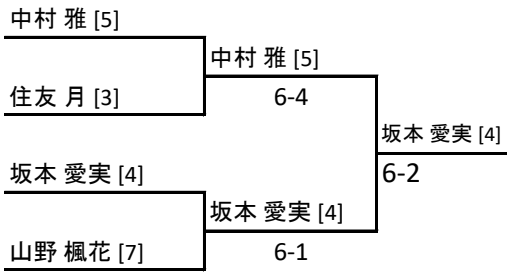 中村 雅 [5]
中村 雅 [5]
住友 月 [3]
6-4
坂本 愛実 [4]
坂本 愛実 [4]
6-2
坂本 愛実 [4]
山野 楓花 [7]
6-1